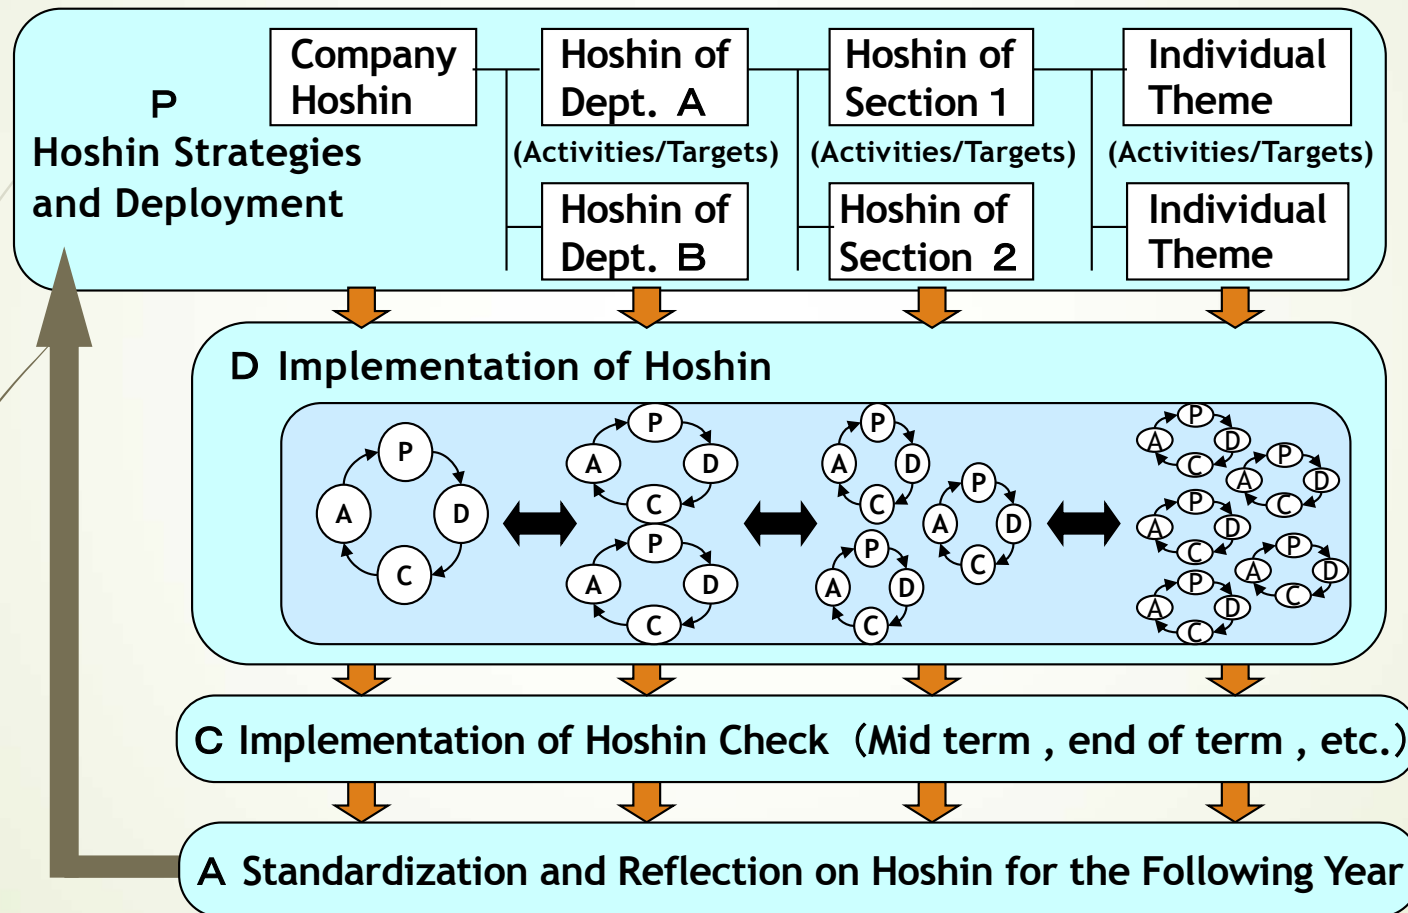 P
Hoshin Strategies
and Deployment
Company
Hoshin
Hoshin of
Dept. A
(Activities/Targets)
Hoshin of
Dept. B
Hoshin of
Section 1
(Activities/Targets)
Hoshin of
Section 2
Individual
Theme
(Activities/Targets)
Individual
Theme
D Implementation of Hoshin
P
A
D
C
P
A
D
C
P
A
D
C
P
A
D
C
P
A
D
C
P
A
D
C
P
A
D
C
P
A
D
C
P
A
D
C
P
A
D
C
P
A
D
C
C Implementation of Hoshin Check (Mid term , end of term , etc.)
A Standardization and Reflection on Hoshin for the Following Year